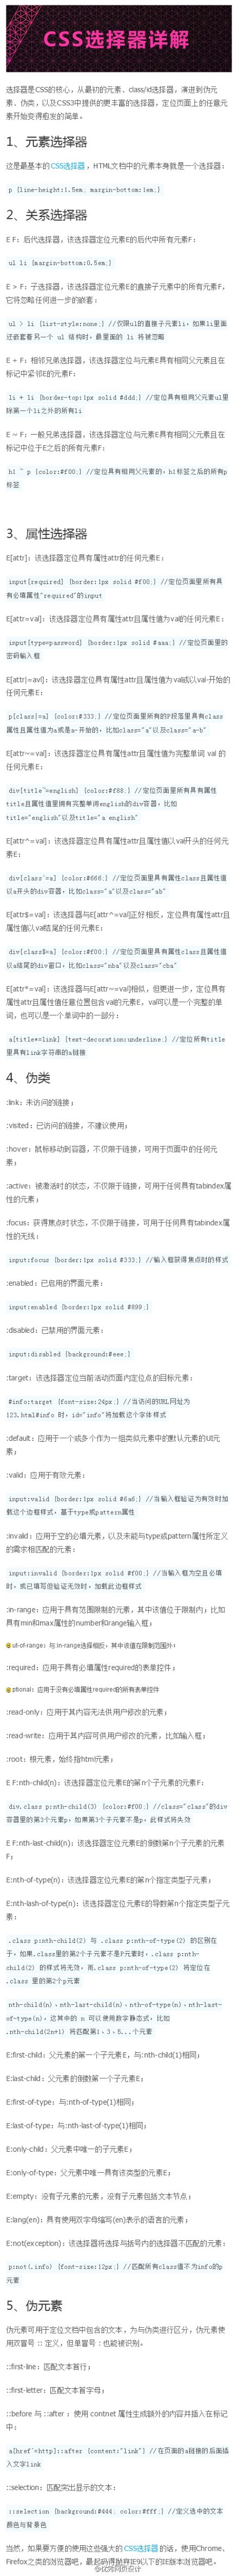 CSS选择器详解
选择器是CSS的核心，从最初的元素、class/id选择器，演进到伪元
素、伪类，以及CSS3中提供的更丰富的选择器，定位页面上的任意元
素开始变得愈发的简单。
1、元素选择器
这是最基本的CSS选择器，HTML文档中的元素本身就是一个选择器：
p {line-height:1.5em; margin-bottom:1em;}
2、关系选择器
E F：后代选择器，该选择器定位元素E的后代中所有元素F：
ul li {margin-bottom:0.5em;}
E > F：子选择器，该选择器定位元素E的直接子元素中的所有元素F，
它将忽略任何进一步的嵌套：
ul > li {list-style:none;} //仅限ul的直接子元素li，如果li里面
还嵌套着另一个 ul 结构时，最里面的 li 将被忽略
E + F：相邻兄弟选择器，该选择器定位与元素E具有相同父元素且在
标记中紧邻E的元素F：
li + li {border-top:1px solid #ddd;} //定位具有相同父元素ul里
除第一个li之外的所有li
E ~ F：一般兄弟选择器，该选择器定位与元素E具有相同父元素且在
标记中位于E之后的所有元素F：
h1 ~ p {color:#f00;} //定位具有相同父元素的，h1标签之后的所有p
标签
3、属性选择器
E[attr]：该选择器定位具有属性attr的任何元素E：
input[required] {border:1px solid #f00;} //定位页面里所有具
有必填属性"required"的input
E[attr=val]：该选择器定位具有属性attr且属性值为val的任何元素E：
input[type=password] {border:1px solid #aaa;} //定位页面里的
密码输入框
E[attr|=avl]：该选择器定位具有属性attr且属性值为val或以val-开始的
任何元素E：
p[class|=a] {color:#333;} //定位页面里所有的P段落里具有class
属性且属性值为a或是a-开始的，比如class="a"以及class="a-b"
E[attr~=val]：该选择器定位具有属性attr且属性值为完整单词 val 的
任何元素E：
div[title~=english] {color:#f88;} //定位页面里所有具有属性
title且属性值里拥有完整单词english的div容器，比如
title="english"以及title="a english"
E[attr^=val]：该选择器定位具有属性attr且属性值以val开头的任何元
素E：
div[class^=a] {color:#666;} //定位页面里具有属性class且属性值
以a开头的div容器，比如class="a"以及class="ab"
E[attr$=val]：该选择器与E[attr^=val]正好相反，定位具有属性attr且
属性值以val结尾的任何元素E：
div[class$=a] {color:#f00;} //定位页面里具有属性class且属性值
以a结尾的div窗口，比如class="nba"以及class="cba"
E[attr*=val]：该选择器与E[attr~=val]相似，但更进一步，定位具有
属性attr且属性值任意位置包含val的元素E，val可以是一个完整的单
词，也可以是一个单词中的一部分：
a[title*=link] {text-decoration:underline;} //定位所有title
里具有link字符串的a链接
4、伪类
:link：未访问的链接；
:visited：已访问的链接，不建议使用；
:hover：鼠标移动到容器，不仅限于链接，可用于页面中的任何元
素；
:active：被激活时的状态，不仅限于链接，可用于任何具有tabindex属
性的元素；
:focus：获得焦点时状态，不仅限于链接，可用于任何具有tabindex属
性的无线：
input:focus {border:1px solid #333;} //输入框获得焦点时的样式
:enabled：已启用的界面元素：
input:enabled {border:1px solid #899;}
:disabled：已禁用的界面元素：
input:disabled {background:#eee;}
:target：该选择器定位当前活动页面内定位点的目标元素：
#info:target {font-size:24px;} //当访问的URL网址为
123.html#info 时，id="info"将加载这个字体样式
:default：应用于一个或多个作为一组类似元素中的默认元素的UI元
素；
:valid：应用于有效元素：
input:valid {border:1px solid #6a6;} //当输入框验证为有效时加
载这个边框样式，基于type或pattern属性
:invalid：应用于空的必填元素，以及未能与type或pattern属性所定义
的需求相匹配的元素：
input:invalid {border:1px solid #f00;} //当输入框为空且必填
时，或已填写但验证无效时，加载此边框样式
:in-range：应用于具有范围限制的元素，其中该值位于限制内；比如
具有min和max属性的number和range输入框；
ut-of-range：与:in-range选择相反，其中该值在限制范围外；
:required：应用于具有必填属性required的表单控件；
ptional：应用于没有必填属性required的所有表单控件
:read-only：应用于其内容无法供用户修改的元素；
:read-write：应用于其内容可供用户修改的元素，比如输入框；
:root：根元素，始终指html元素；
E F:nth-child(n)：该选择器定位元素E的第n个子元素的元素F：
div.class p:nth-child(3) {color:#f00;} //class="class"的div
容器里的第3个元素p，如果第3个子元素不是p，此样式将失效
E F:nth-last-child(n)：该选择器定位元素E的倒数第n个子元素的元素
F；
E:nth-of-type(n)：该选择器定位元素E的第n个指定类型子元素；
E:nth-lash-of-type(n)：该选择器定位元素E的导数第n个指定类型子元
素：
.class p:nth-child(2) 与 .class p:nth-of-type(2) 的区别在
于，如果.class里的第2个子元素不是P元素时，.class p:nth-
child(2) 的样式将无效，而.class p:nth-of-type(2) 将定位在
.class 里的第2个p元素
nth-child(n)、nth-last-child(n)、nth-of-type(n)、nth-last-
of-type(n)，这其中的 n 可以使用数字静态式，比如
.nth-child(2n+1) 将匹配第1、3、5...个元素
E:first-child：父元素的第一个子元素E，与:nth-child(1)相同；
E:last-child：父元素的倒数第一个子元素E；
E:first-of-type：与:nth-of-type(1)相同；
E:last-of-type：与:nth-last-of-type(1)相同；
E:only-child：父元素中唯一的子元素E；
E:only-of-type：父元素中唯一具有该类型的元素E；
E:empty：没有子元素的元素，没有子元素包括文本节点；
E:lang(en)：具有使用双字母缩写(en)表示的语言的元素；
E:not(exception)：该选择器将选择与括号内的选择器不匹配的元素：
p:not(.info) {font-size:12px;} //匹配所有class值不为info的p
元素
5、伪元素
伪元素可用于定位文档中包含的文本，为与伪类进行区分，伪元素使
用双冒号 :: 定义，但单冒号 : 也能被识别。
::first-line：匹配文本首行；
::first-letter：匹配文本首字母；
::before 与 ::after ：使用 contnet 属性生成额外的内容并插入在标记
中：
a[href^=http]::after {content:"link"} //在页面的a链接的后面插
入文字link
::selection：匹配突出显示的文本：
::selection {background:#444; color:#fff;} //定义选中的文本
颜色与背景色
当然，如果要方便的使用这些强大的CSS选择器的话，使用Chrome、
Firefox之类的浏览器吧，最起码得放弃IE9以下的IE版本浏览器吧。
@优秀网页设计